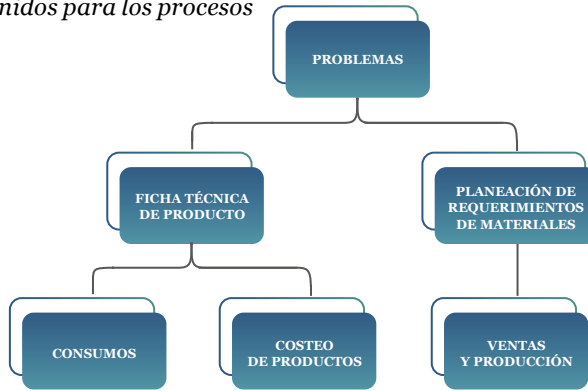 para los procesos
PROBLEMAS
FICHA TÉCNICA
DE PRODUCTO
PLANEACIÓN DE
REQUERIMIENTOS
DE MATERIALES
CONSUMOS
COSTEO
DE PRODUCTOS
VENTAS
Y PRODUCCIÓN